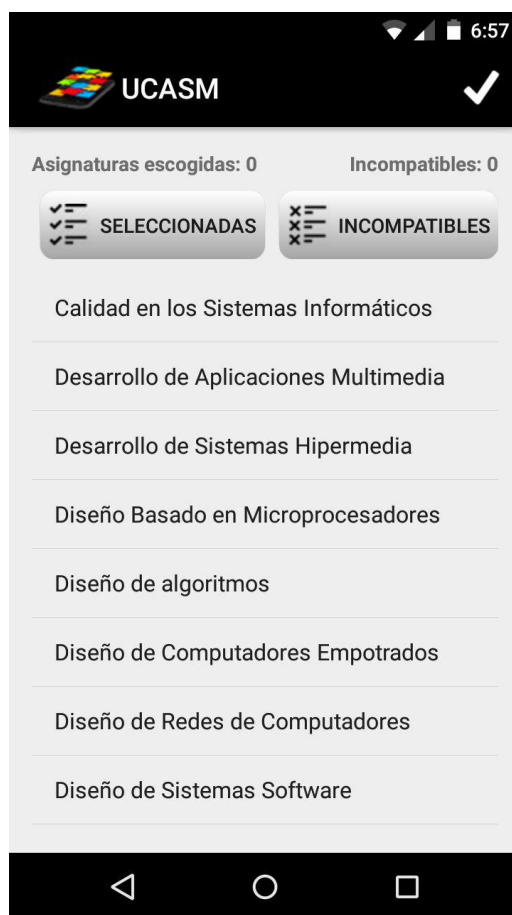 6:57
UCASM
Asignaturas escogidas: 0 Incompatibles: 0
SELECCIONADAS INCOMPATIBLES
Calidad en los Sistemas Informáticos
Desarrollo de Aplicaciones Multimedia
Desarrollo de Sistemas Hipermedia
Diseño Basado en Microprocesadores
Diseño de algoritmos
Diseño de Computadores Empotrados
Diseño de Redes de Computadores
Diseño de Sistemas Software